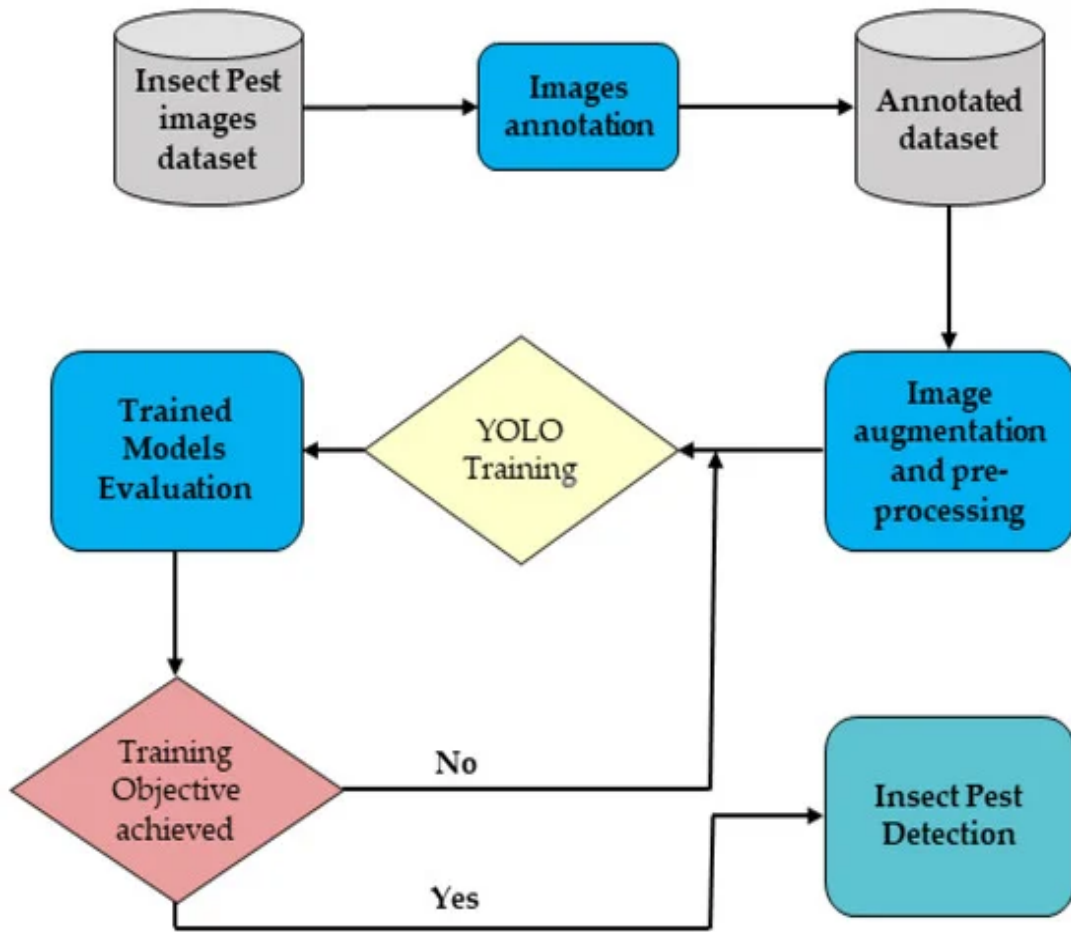 Insect Pest
images
dataset
Images
annotation
Annotated
dataset
Image
augmentation
and pre-
processing
YOLO
Training
Trained
Models
Evaluation
Training
Objective
achieved
No
Yes
Insect Pest
Detection